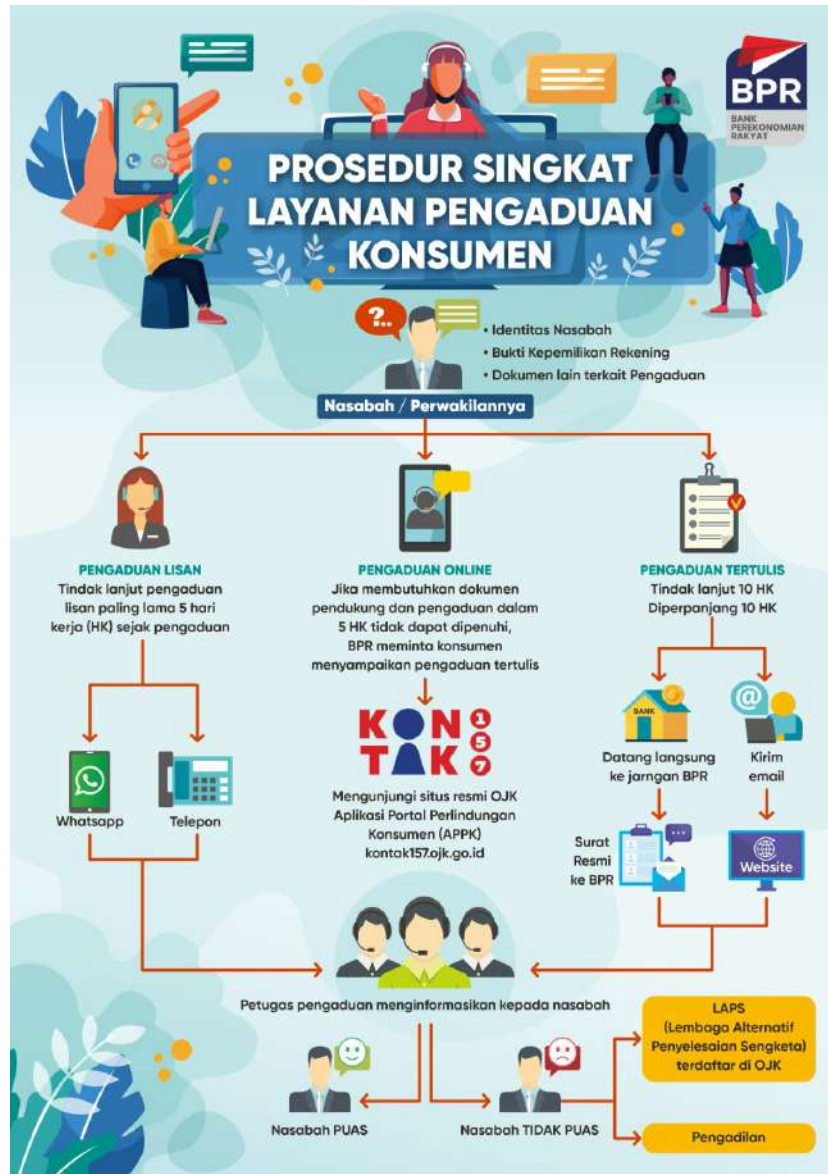 BPR
BANK
PEREKONOMIAN
RAKYAT
PROSEDUR SINGKAT
LAYANAN PENGADUAN
KONSUMEN
?..
• Identitas Nasabah
• Bukti Kepemilikan Rekening
• Dokumen lain terkait Pengaduan
Nasabah / Perwakilannya
PENGADUAN LISAN
Tindak lanjut pengaduan
lisan paling lama 5 hari
kerja (HK) sejak pengaduan
Whatsapp
Telepon
PENGADUAN ONLINE
Jika membutuhkan dokumen
pendukung dan pengaduan dalam
5 HK tidak dapat dipenuhi,
BPR meminta konsumen
menyampaikan pengaduan tertulis
KONTAK 157
Mengunjungi situs resmi OJK
Aplikasi Portal Perlindungan
Konsumen (APPK)
kontak157.ojk.go.id
PENGADUAN TERTULIS
Tindak lanjut 10 HK
Diperpanjang 10 HK
BANK
@
Datang langsung
ke jarngan BPR
Kirim
email
Surat
Resmi
ke BPR
Website
Petugas pengaduan menginformasikan kepada nasabah
Nasabah PUAS
Nasabah TIDAK PUAS
LAPS
(Lembaga Alternatif
Penyelesaian Sengketa)
terdaftar di OJK
Pengadilan